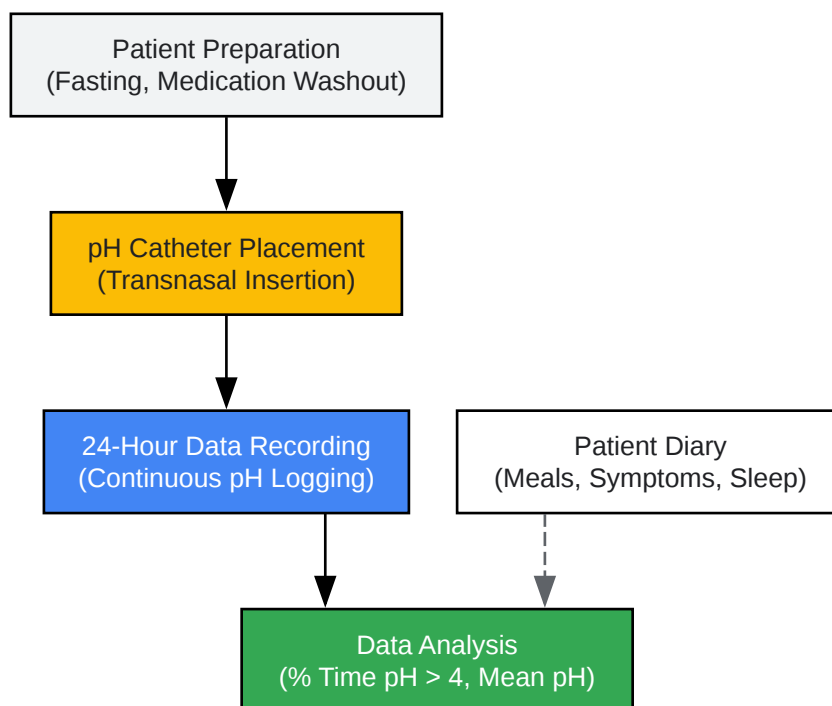 Patient Preparation
(Fasting, Medication Washout)
pH Catheter Placement
(Transnasal Insertion)
24-Hour Data Recording
(Continuous pH Logging)
Patient Diary
(Meals, Symptoms, Sleep)
Data Analysis
(% Time pH > 4, Mean pH)